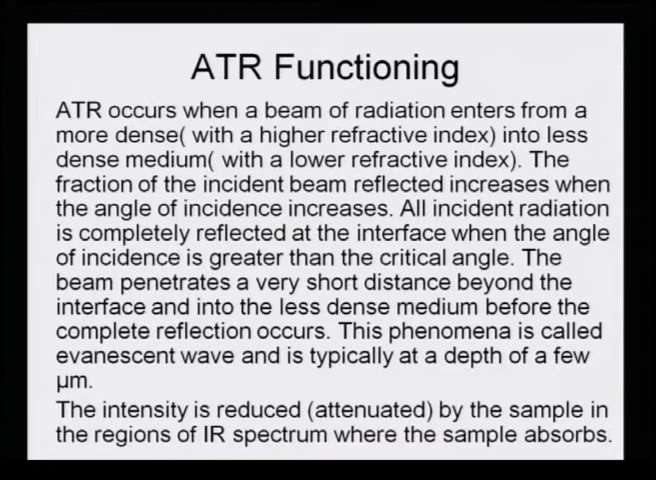 ATR Functioning
ATR occurs when a beam of radiation enters from a
more dense( with a higher refractive index) into less
dense medium( with a lower refractive index). The
fraction of the incident beam reflected increases when
the angle of incidence increases. All incident radiation
is completely reflected at the interface when the angle
of incidence is greater than the critical angle. The
beam penetrates a very short distance beyond the
interface and into the less dense medium before the
complete reflection occurs. This phenomena is called
evanescent wave and is typically at a depth of a few
μm.
The intensity is reduced (attenuated) by the sample in
the regions of IR spectrum where the sample absorbs.